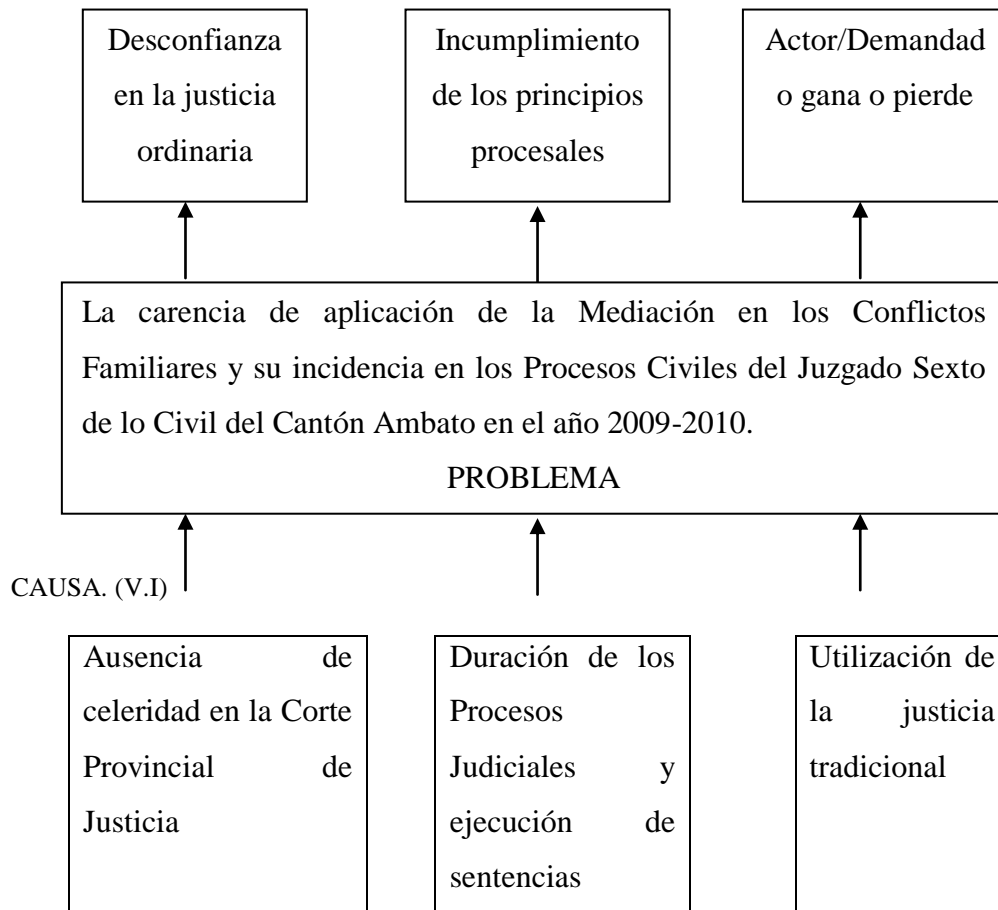 Desconfianza
en la justicia
ordinaria
Incumplimiento
de los principios
procesales
Actor/Demandad
o gana o pierde
La carencia de aplicación de la Mediación en los Conflictos
Familiares y su incidencia en los Procesos Civiles del Juzgado Sexto
de lo Civil del Cantón Ambato en el año 2009-2010.
PROBLEMA
CAUSA. (V.I)
Ausencia de
celeridad en la Corte
Provincial de
Justicia
Duración de los
Procesos
Judiciales y
ejecución de
sentencias
Utilización de
la justicia
tradicional